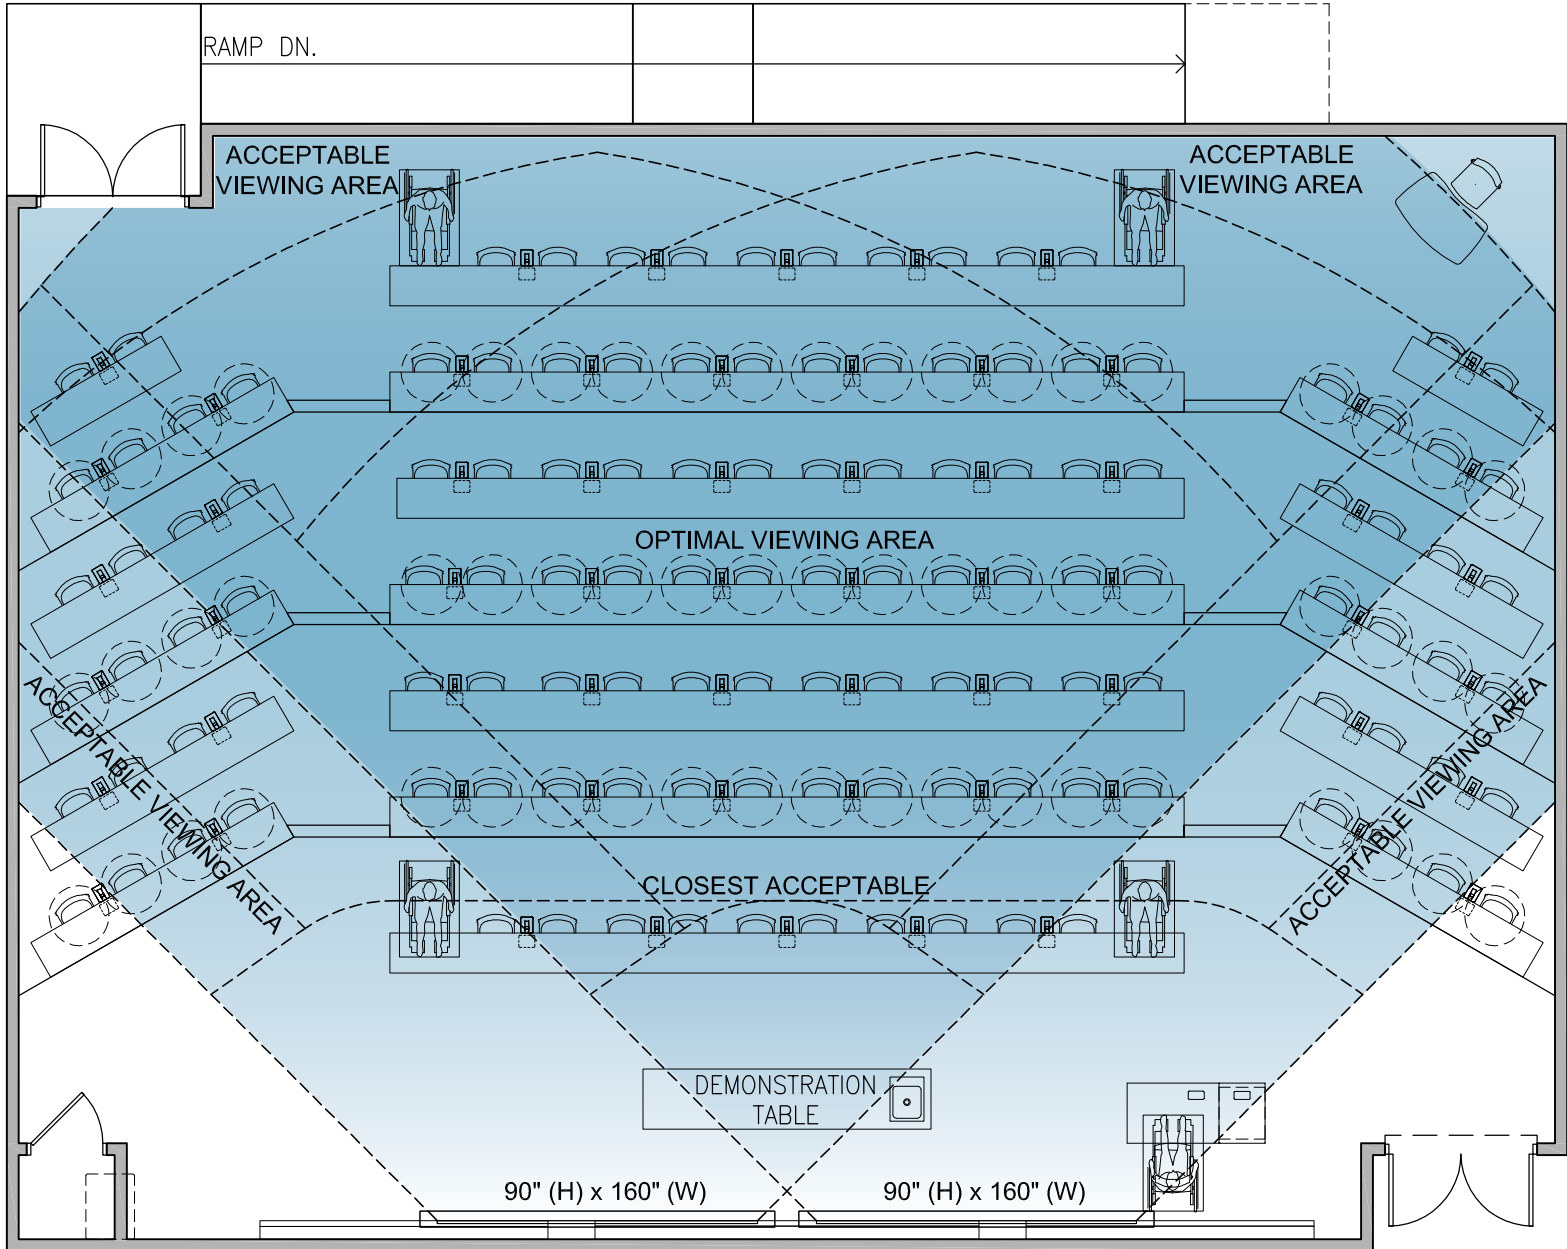 RAMP DN.
ACCEPTABLE
VIEWING AREA
ACCEPTABLE
VIEWING AREA
OPTIMAL VIEWING AREA
ACCEPTABLE VIEWING AREA
ACCEPTABLE VIEWING AREA
CLOSEST ACCEPTABLE
DEMONSTRATION
TABLE
90" (H) x 160" (W)
90" (H) x 160" (W)